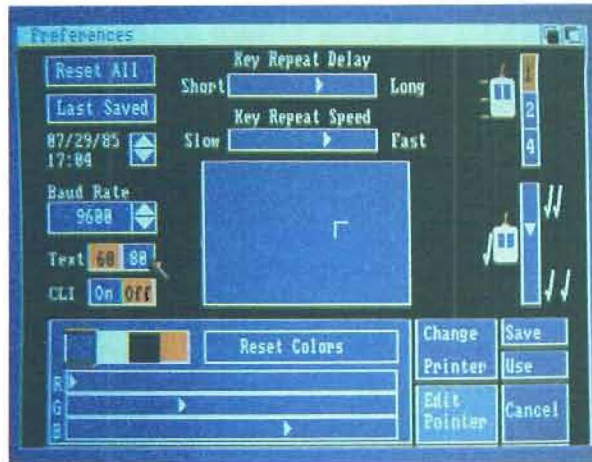 Preferences
Reset All
Last Saved
07/29/85
17:04
Key Repeat Delay
Short
Long
Key Repeat Speed
Slow
Fast
1
2
4
Baud Rate
9600
Text 60 80
CLI On Off
Reset Colors
R
G
B
Change
Printer
Edit
Pointer
Save
Use
Cancel